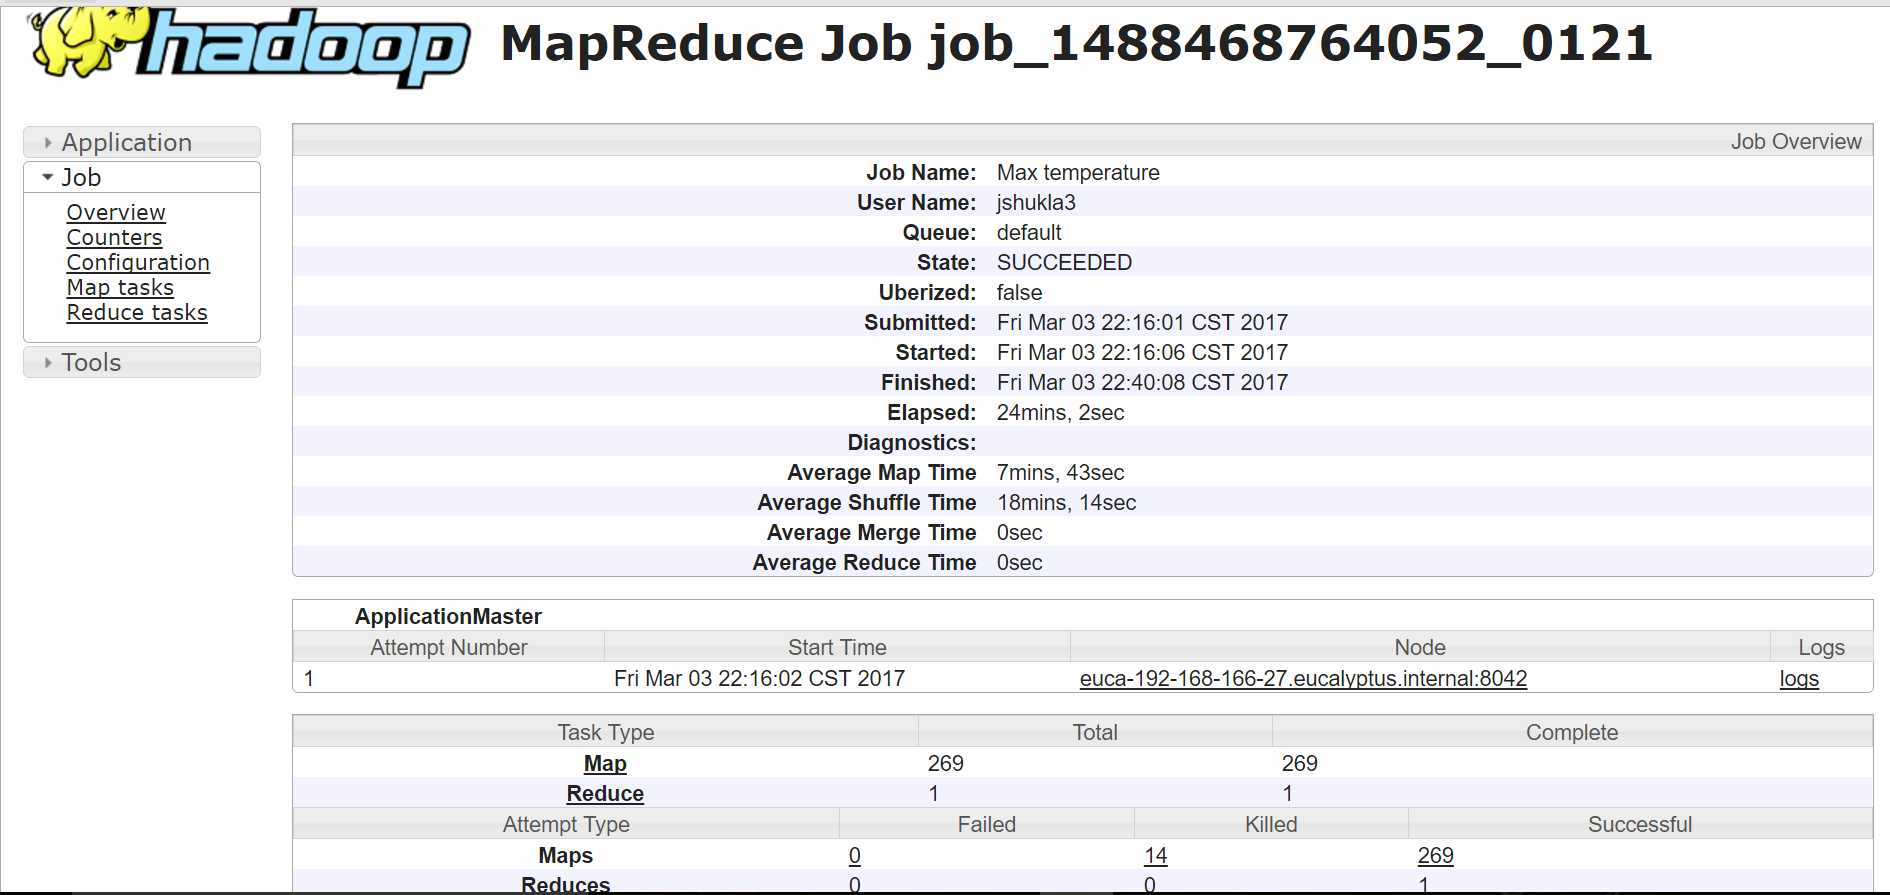 hadoop MapReduce Job job_1488468764052_0121
Application
Job
Overview
Counters
Configuration
Map tasks
Reduce tasks
Tools
Job Overview
Job Name: Max temperature
User Name: jshukla3
Queue: default
State: SUCCEEDED
Uberized: false
Submitted: Fri Mar 03 22:16:01 CST 2017
Started: Fri Mar 03 22:16:06 CST 2017
Finished: Fri Mar 03 22:40:08 CST 2017
Elapsed: 24mins, 2sec
Diagnostics:
Average Map Time 7mins, 43sec
Average Shuffle Time 18mins, 14sec
Average Merge Time 0sec
Average Reduce Time 0sec
ApplicationMaster
Attempt Number Start Time Node Logs
1 Fri Mar 03 22:16:02 CST 2017 euca-192-168-166-27.eucalyptus.internal:8042 logs
Task Type Total Complete
Map 269 269
Reduce 1 1
Attempt Type Failed Killed Successful
Maps 0 14 269
Reduces 0 0 1